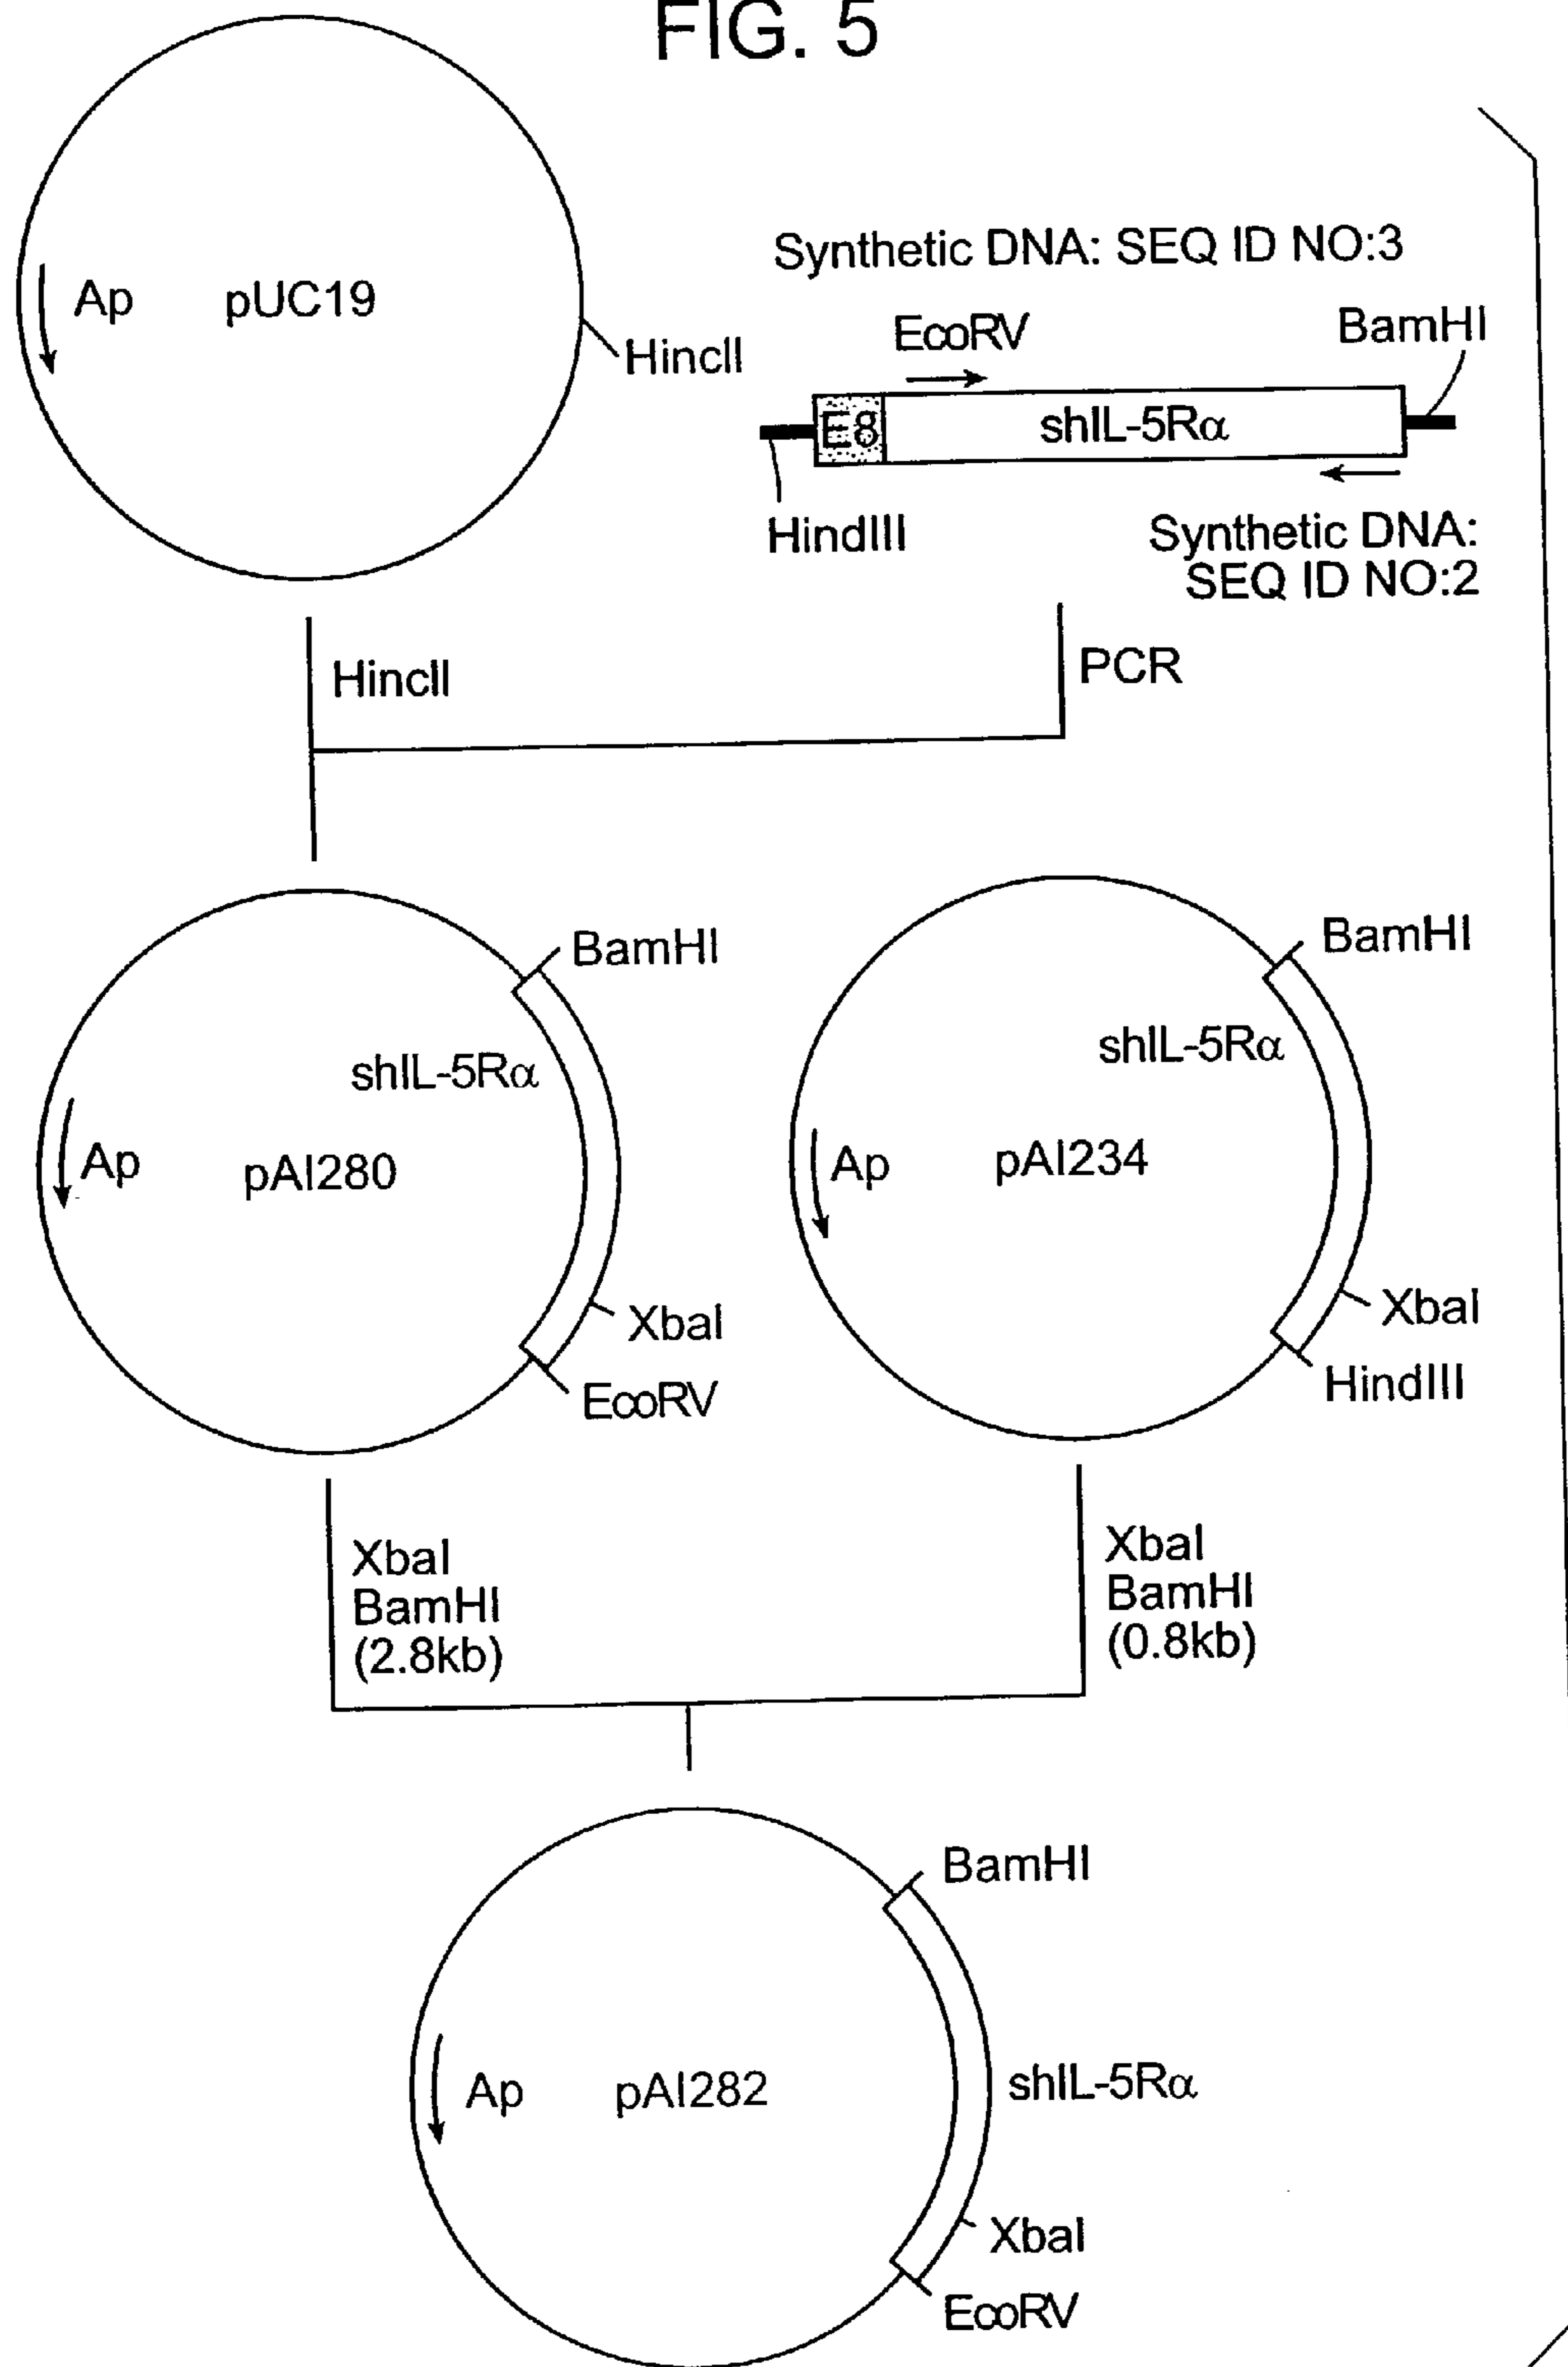 FIG. 5
Ap
pUC19
HincII
Synthetic DNA: SEQ ID NO:3
EcoRV
BamHI
E8
shIL-5Rα
HindIII
Synthetic DNA:
SEQ ID NO:2
HincII
PCR
BamHI
shIL-5Rα
Ap
pAI280
XbaI
EcoRV
BamHI
shIL-5Rα
Ap
pAI234
XbaI
HindIII
XbaI
BamHI
(2.8kb)
XbaI
BamHI
(0.8kb)
BamHI
Ap
pAI282
shIL-5Rα
XbaI
EcoRV